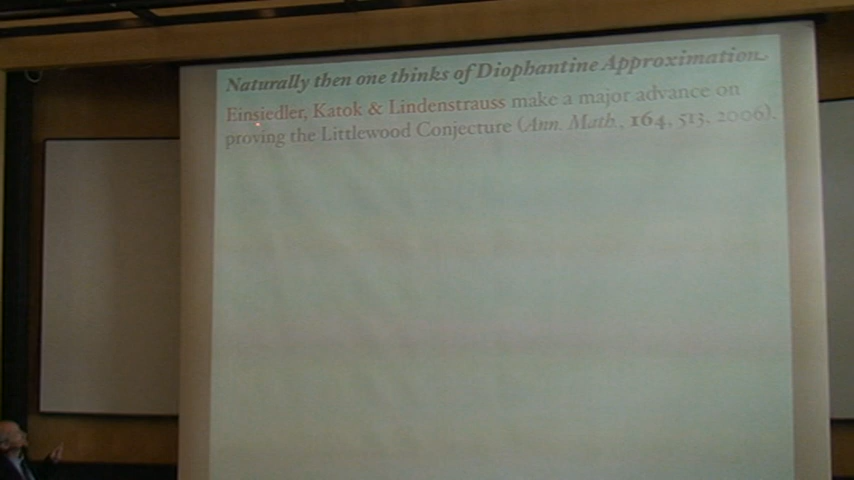 Naturally then one thinks of Diophantine Approximation.
Einsiedler, Katok & Lindenstrauss make a major advance on
proving the Littlewood Conjecture (Ann. Math., 164, 513, 2006).